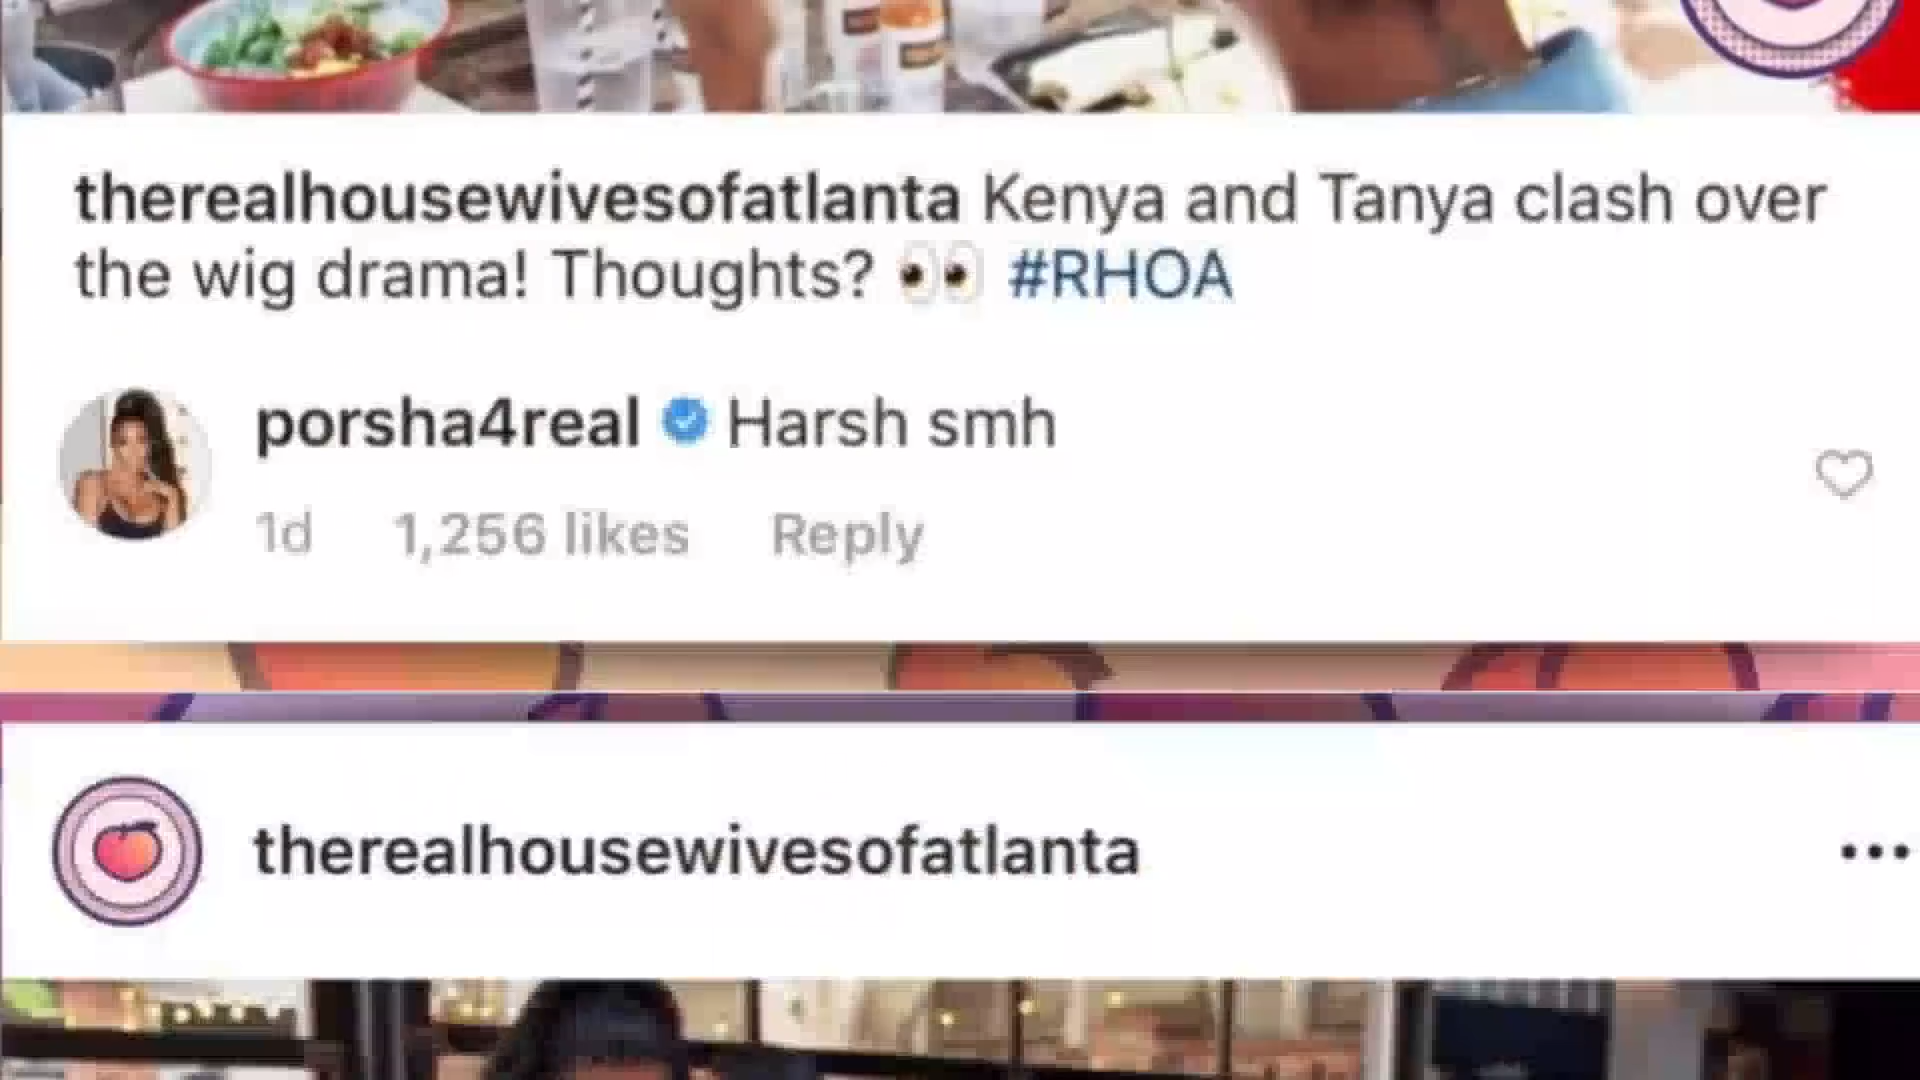 therealhousewivesofatlanta Kenya and Tanya clash over
the wig drama! Thoughts? 👀 #RHOA
porsha4real Harsh smh
1d 1,256 likes Reply
therealhousewivesofatlanta